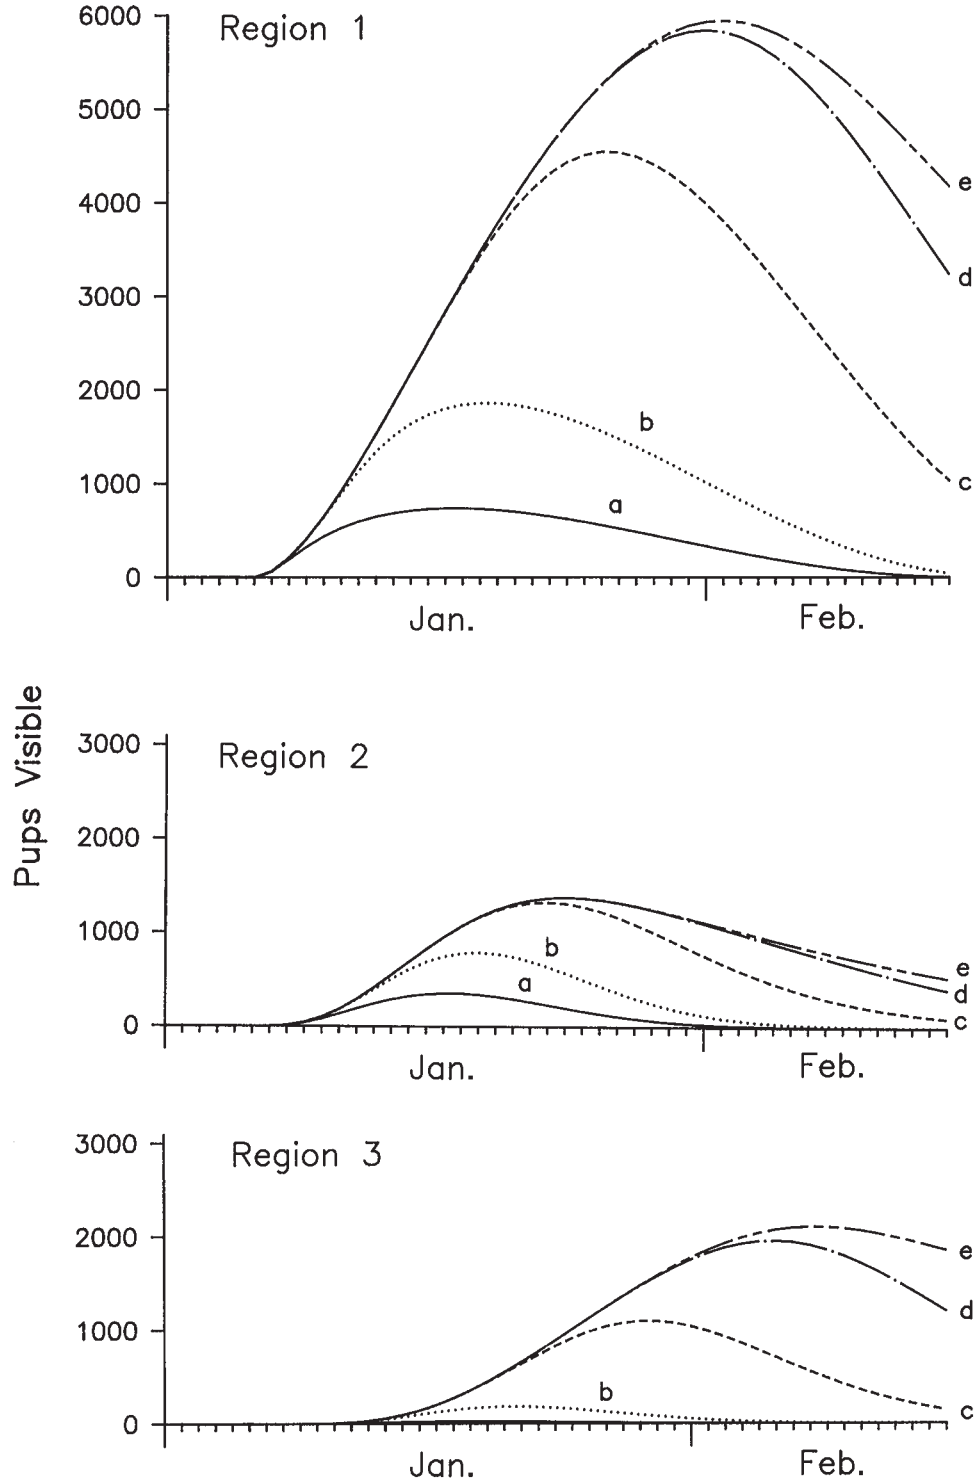 6000
Region 1
5000
4000
e
d
3000
2000
b
1000
a
c
0
Jan. Feb.
Pups Visible
3000
Region 2
2000
1000
b
e
a
d
c
0
Jan. Feb.
3000
Region 3
2000
e
d
1000
b
c
0
Jan. Feb.